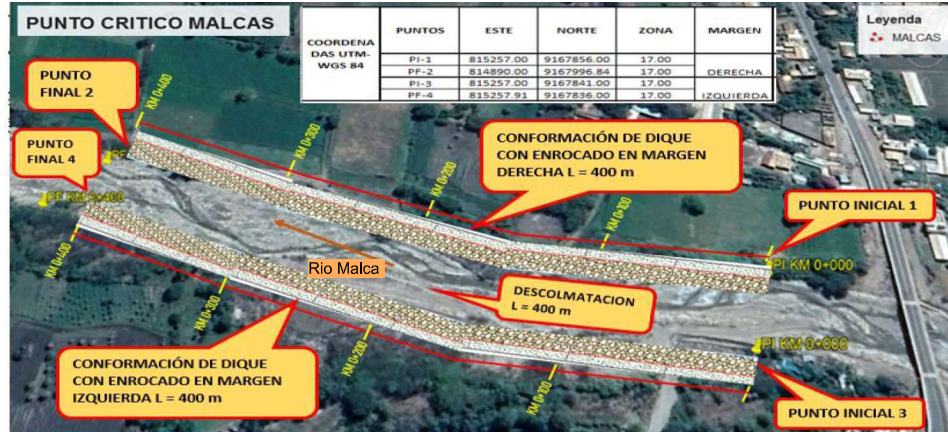 PUNTO CRITICO MALCAS
COORDENA
DAS UTM-
WGS 84
PUNTOS ESTE NORTE ZONA MARGEN
PI-1 815257.00 9167856.00 17.00 DERECHA
PF-2 814890.00 9167996.84 17.00
PI-3 815257.00 9167841.00 17.00 IZQUIERDA
PF-4 815257.91 9167836.00 17.00
Leyenda
MALCAS
PUNTO
FINAL 2
PUNTO
FINAL 4
PF
PF KM 0+400
KM 0+400
KM 0+300
KM 0+200
KM 0+100
CONFORMACIÓN DE DIQUE
CON ENROCADO EN MARGEN
DERECHA L = 400 m
PUNTO INICIAL 1
PI KM 0+000
Rio Malca
DESCOLMATACION
L = 400 m
KM 0+400
KM 0+300
KM 0+200
KM 0+100
PI KM 0+000
CONFORMACIÓN DE DIQUE
CON ENROCADO EN MARGEN
IZQUIERDA L = 400 m
PUNTO INICIAL 3